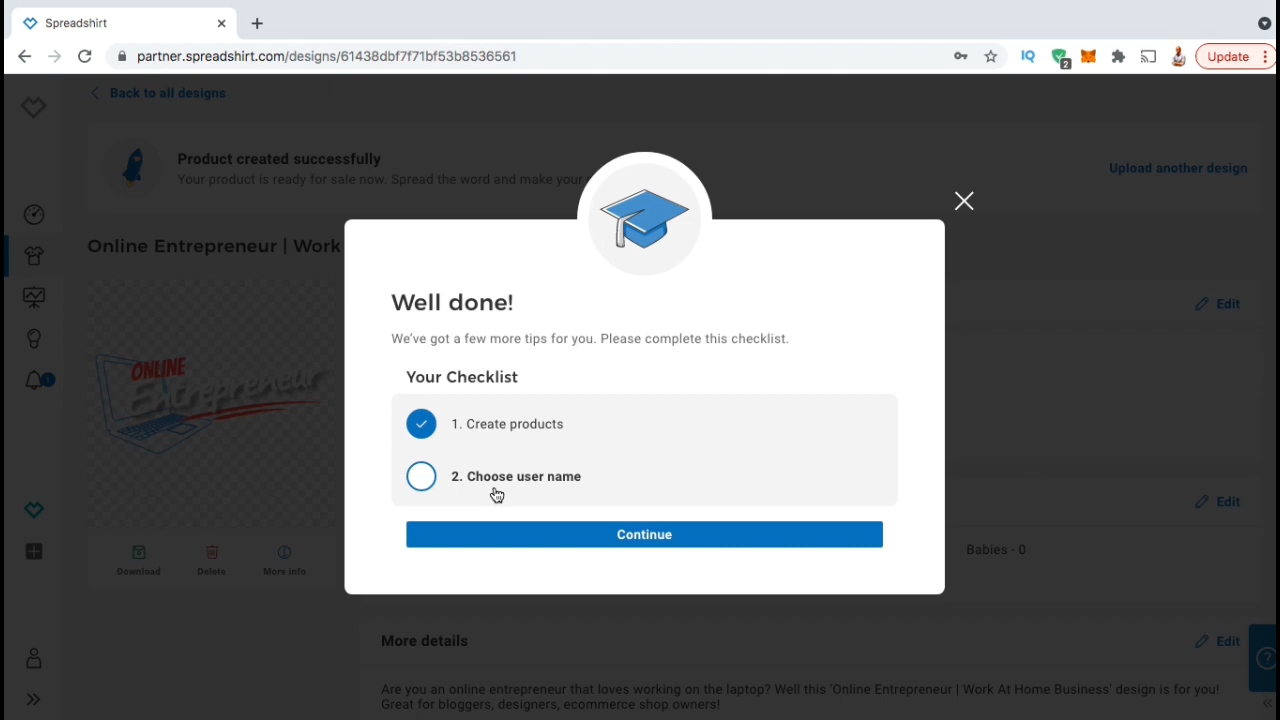 Spreadshirt
partner.spreadshirt.com/designs/61438dbf7f71bf53b8536561
IQ
2
Update
Back to all designs
Product created successfully
Your product is ready for sale now. Spread the word and make your
Upload another design
Online Entrepreneur | Work
Edit
ONLINE
Entrepreneur
Well done!
We've got a few more tips for you. Please complete this checklist.
Your Checklist
1. Create products
2. Choose user name
Continue
1
Edit
Babies - 0
Download
Delete
More info
More details
Edit
Are you an online entrepreneur that loves working on the laptop? Well this 'Online Entrepreneur | Work At Home Business' design is for you!
Great for bloggers, designers, ecommerce shop owners!